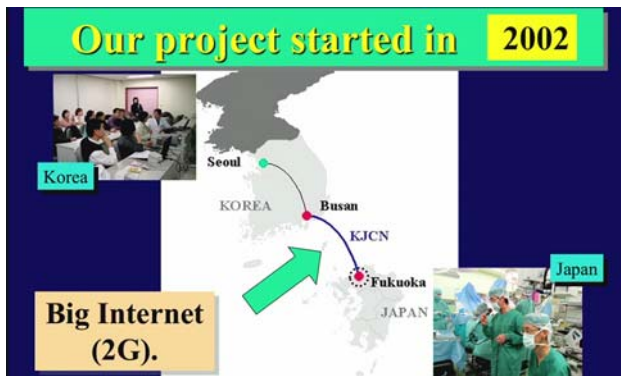 Our project started in 2002
Korea
Seoul
KOREA
Busan
KJCN
Fukuoka
Japan
JAPAN
Big Internet
(2G).